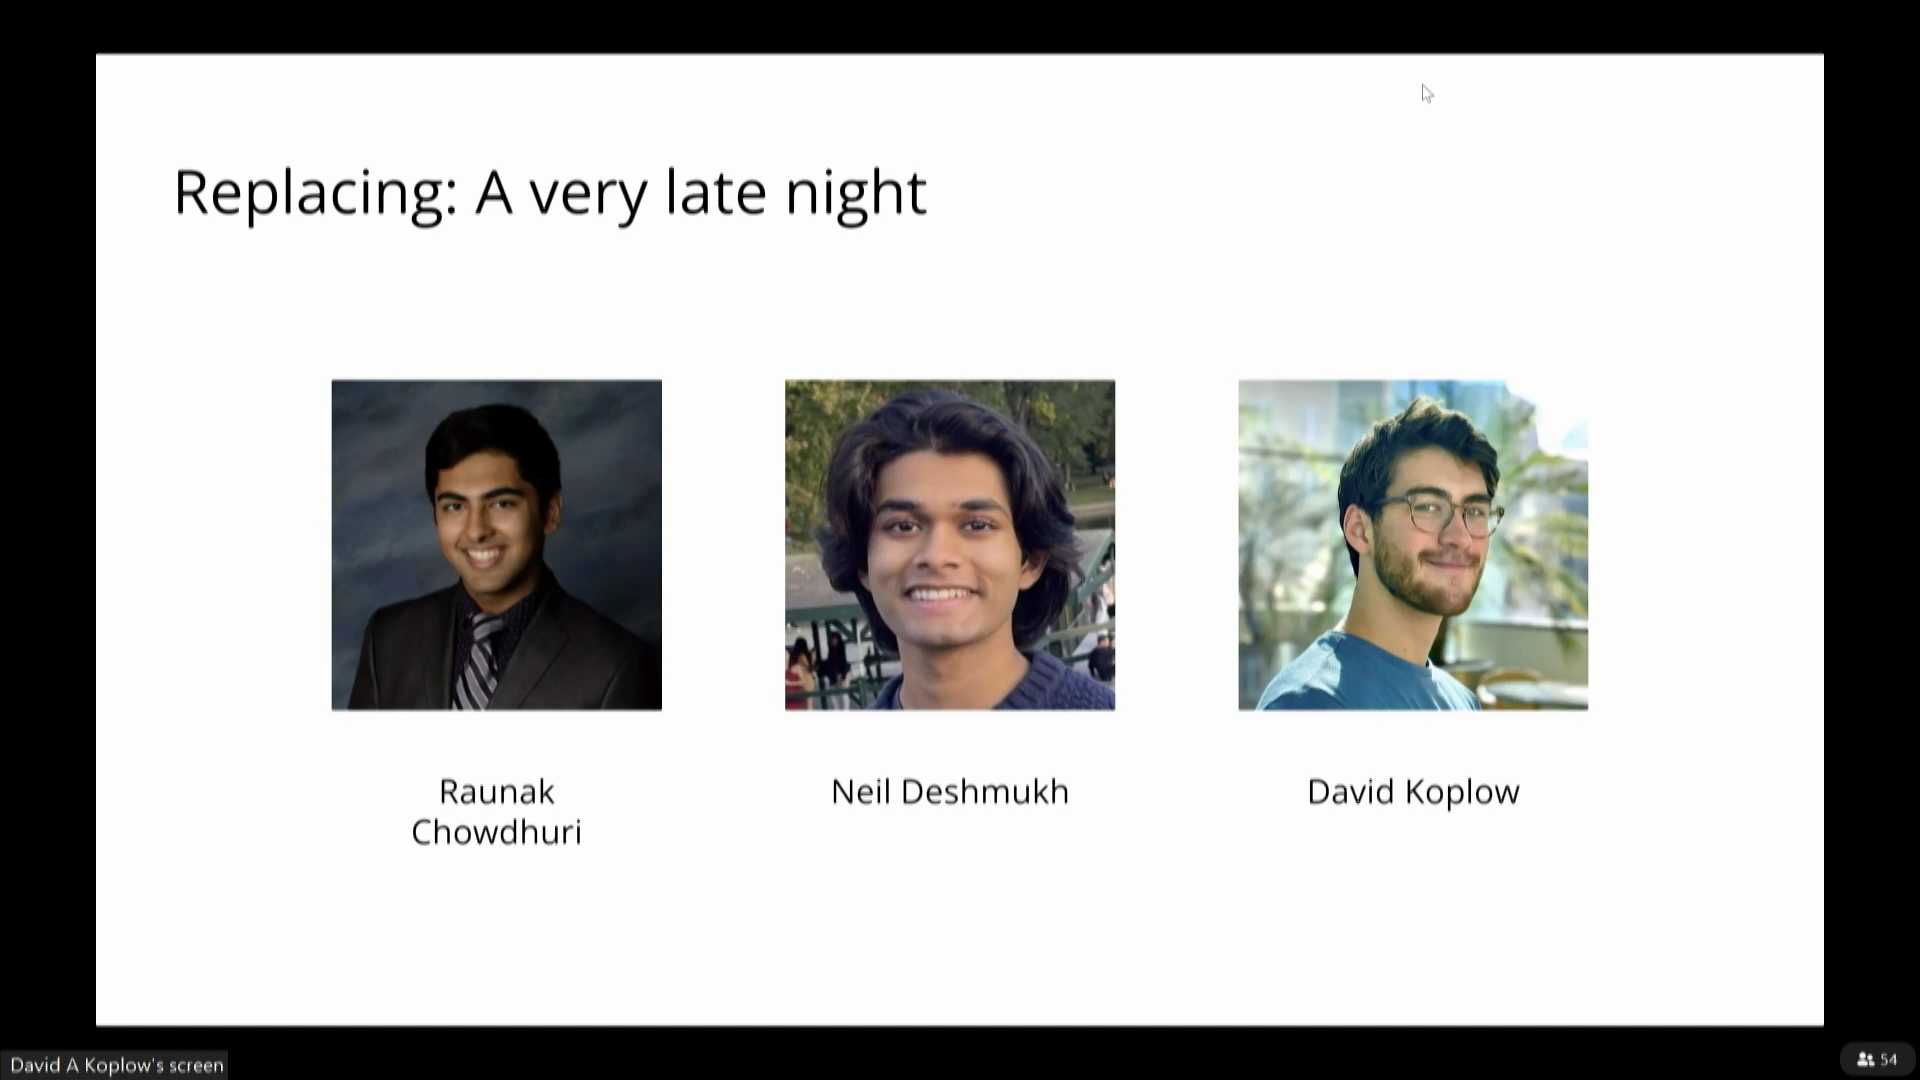 Replacing: A very late night
Raunak
Chowdhuri
Neil Deshmukh
David Koplow
David A Koplow's screen
54